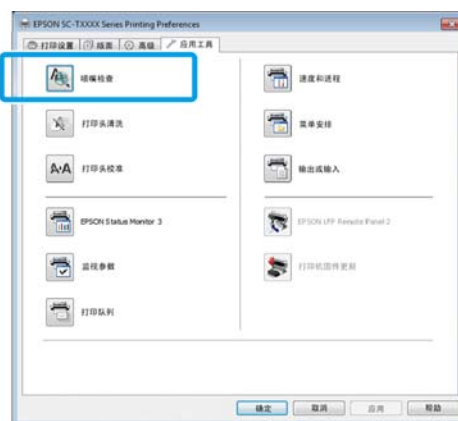 EPSON SC-TXXXX Series Printing Preferences
打印设置
版面
高级
应用工具
喷嘴检查
速度和进程
打印头清洗
菜单安排
A›A
打印头校准
输出或输入
EPSON Status Monitor 3
EPSON LFP Remote Panel 2
监视参数
打印机固件更新
打印队列
确定
取消
应用
帮助